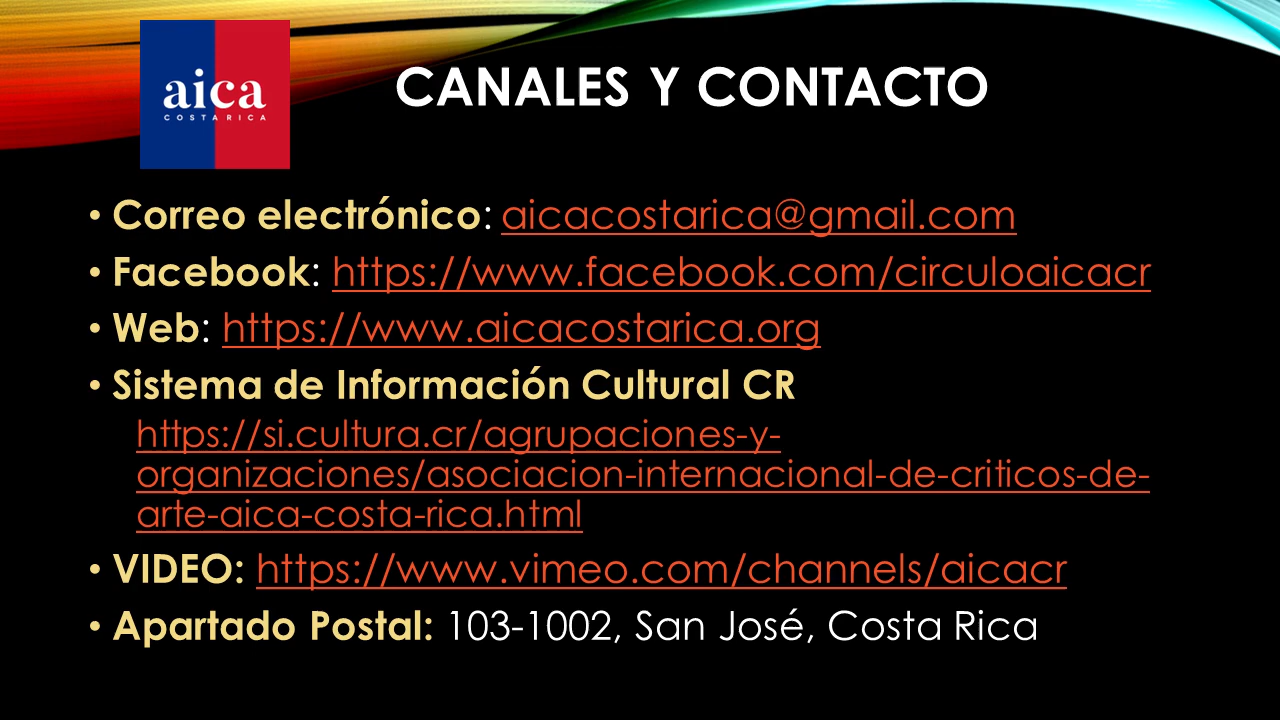 aica
COSTARICA
CANALES Y CONTACTO
• Correo electrónico: aicacostarica@gmail.com
• Facebook: https://www.facebook.com/circuloaicacr
• Web: https://www.aicacostarica.org
• Sistema de Información Cultural CR
https://si.cultura.cr/agrupaciones-y-
organizaciones/asociacion-internacional-de-criticos-de-
arte-aica-costa-rica.html
• VIDEO: https://www.vimeo.com/channels/aicacr
• Apartado Postal: 103-1002, San José, Costa Rica